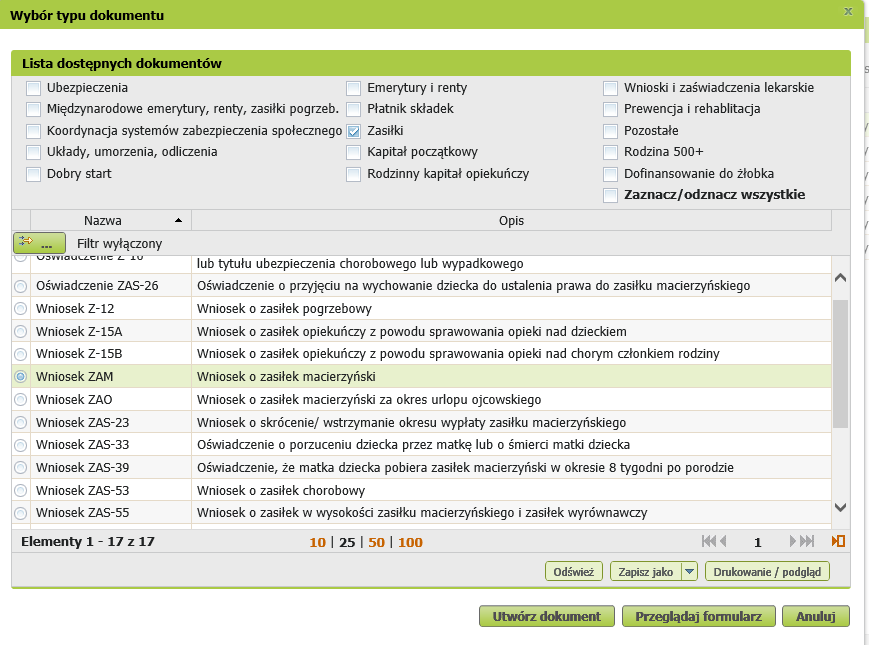 Wybór typu dokumentu
x
Lista dostępnych dokumentów
Ubezpieczenia
Emerytury i renty
Wnioski i zaświadczenia lekarskie
Międzynarodowe emerytury, renty, zasiłki pogrzeb.
Płatnik składek
Prewencja i rehablitacja
Koordynacja systemów zabezpieczenia społecznego
Zasiłki
Pozostałe
Układy, umorzenia, odliczenia
Kapitał początkowy
Rodzina 500+
Dobry start
Rodzinny kapitał opiekuńczy
Dofinansowanie do żłobka
Zaznacz/odznacz wszystkie
Nazwa
Opis
...
Filtr wyłączony
Oświadczenie Z-10
lub tytułu ubezpieczenia chorobowego lub wypadkowego
Oświadczenie ZAS-26
Oświadczenie o przyjęciu na wychowanie dziecka do ustalenia prawa do zasiłku macierzyńskiego
Wniosek Z-12
Wniosek o zasiłek pogrzebowy
Wniosek Z-15A
Wniosek o zasiłek opiekuńczy z powodu sprawowania opieki nad dzieckiem
Wniosek Z-15B
Wniosek o zasiłek opiekuńczy z powodu sprawowania opieki nad chorym członkiem rodziny
Wniosek ZAM
Wniosek o zasiłek macierzyński
Wniosek ZAO
Wniosek o zasiłek macierzyński za okres urlopu ojcowskiego
Wniosek ZAS-23
Wniosek o skrócenie/ wstrzymanie okresu wypłaty zasiłku macierzyńskiego
Wniosek ZAS-33
Oświadczenie o porzuceniu dziecka przez matkę lub o śmierci matki dziecka
Wniosek ZAS-39
Oświadczenie, że matka dziecka pobiera zasiłek macierzyński w okresie 8 tygodni po porodzie
Wniosek ZAS-53
Wniosek o zasiłek chorobowy
Wniosek ZAS-55
Wniosek o zasiłek w wysokości zasiłku macierzyńskiego i zasiłek wyrównawczy
Elementy 1 - 17 z 17
10 | 25 | 50 | 100
1
Odśwież
Zapisz jako
Drukowanie / podgląd
Utwórz dokument
Przeglądaj formularz
Anuluj